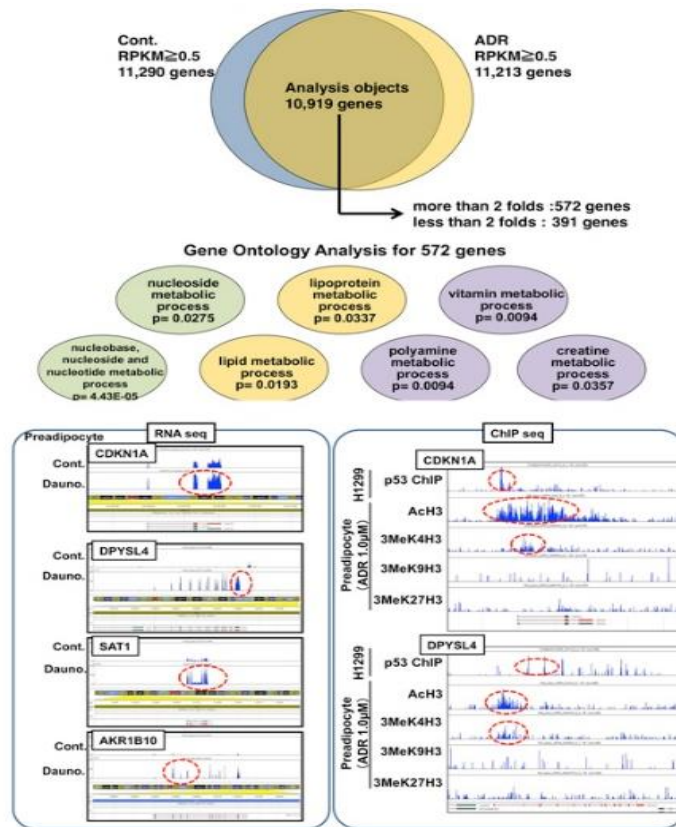 Cont.
RPKM≧0.5
11,290 genes
ADR
RPKM≧0.5
11,213 genes
Analysis objects
10,919 genes
more than 2 folds :572 genes
less than 2 folds : 391 genes
Gene Ontology Analysis for 572 genes
nucleoside
metabolic
process
p= 0.0275
lipoprotein
metabolic
process
p= 0.0337
vitamin metabolic
process
p= 0.0094
nucleobase,
nucleoside and
nucleotide metabolic
process
p= 4.43E-05
lipid metabolic
process
p= 0.0193
polyamine
metabolic
process
p= 0.0094
creatine
metabolic
process
p= 0.0357
Preadipocyte
RNA seq
CDKN1A
Cont.
Dauno.
DPYSL4
Cont.
Dauno.
SAT1
Cont.
Dauno.
AKR1B10
Cont.
Dauno.
ChIP seq
CDKN1A
H1299
p53 ChIP
Preadipocyte
(ADR 1.0μM)
AcH3
3MeK4H3
3MeK9H3
3MeK27H3
DPYSL4
H1299
p53 ChIP
Preadipocyte
(ADR 1.0μM)
AcH3
3MeK4H3
3MeK9H3
3MeK27H3